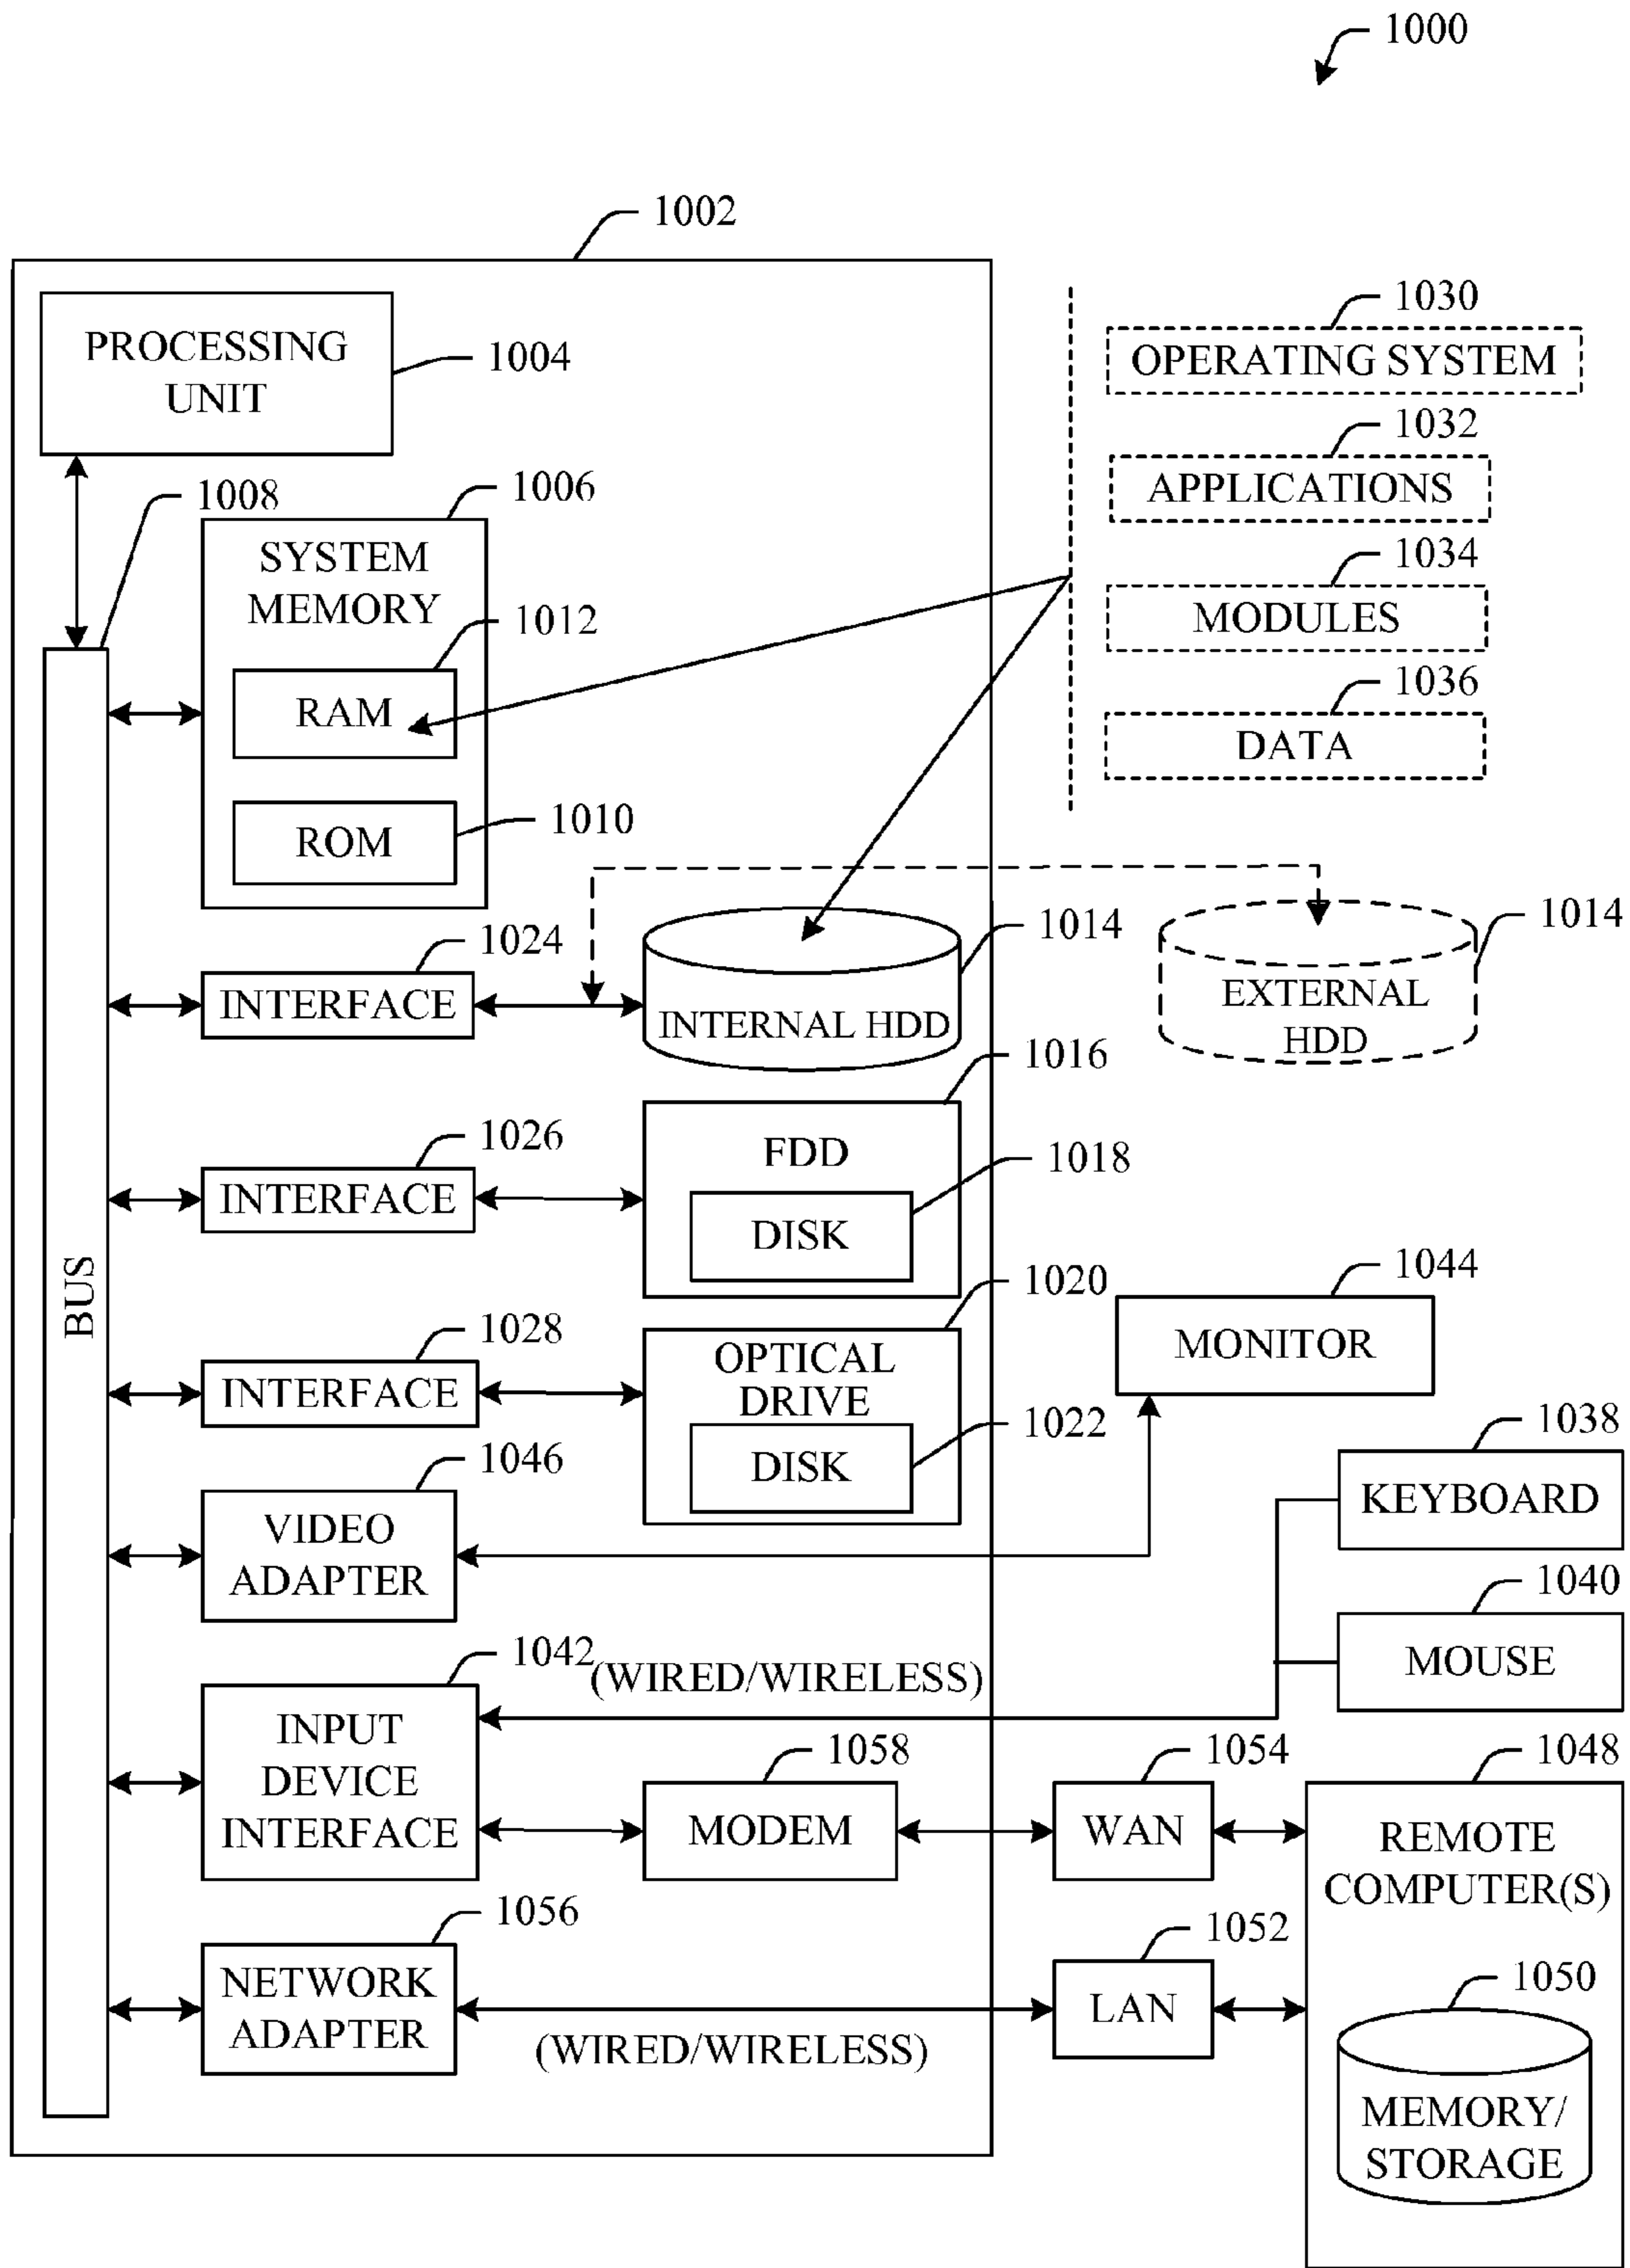 1000
1002
PROCESSING
UNIT
1004
1030
OPERATING SYSTEM
1032
APPLICATIONS
1034
MODULES
1036
DATA
1008
1006
SYSTEM
MEMORY
1012
RAM
1010
ROM
BUS
1024
INTERFACE
1014
INTERNAL HDD
1014
EXTERNAL
HDD
1026
INTERFACE
1016
FDD
1018
DISK
1028
INTERFACE
1020
OPTICAL
DRIVE
1022
DISK
1044
MONITOR
1046
VIDEO
ADAPTER
1038
KEYBOARD
1040
MOUSE
1042
(WIRED/WIRELESS)
INPUT
DEVICE
INTERFACE
1058
MODEM
1054
WAN
1048
REMOTE
COMPUTER(S)
1056
NETWORK
ADAPTER
(WIRED/WIRELESS)
1052
LAN
1050
MEMORY/
STORAGE